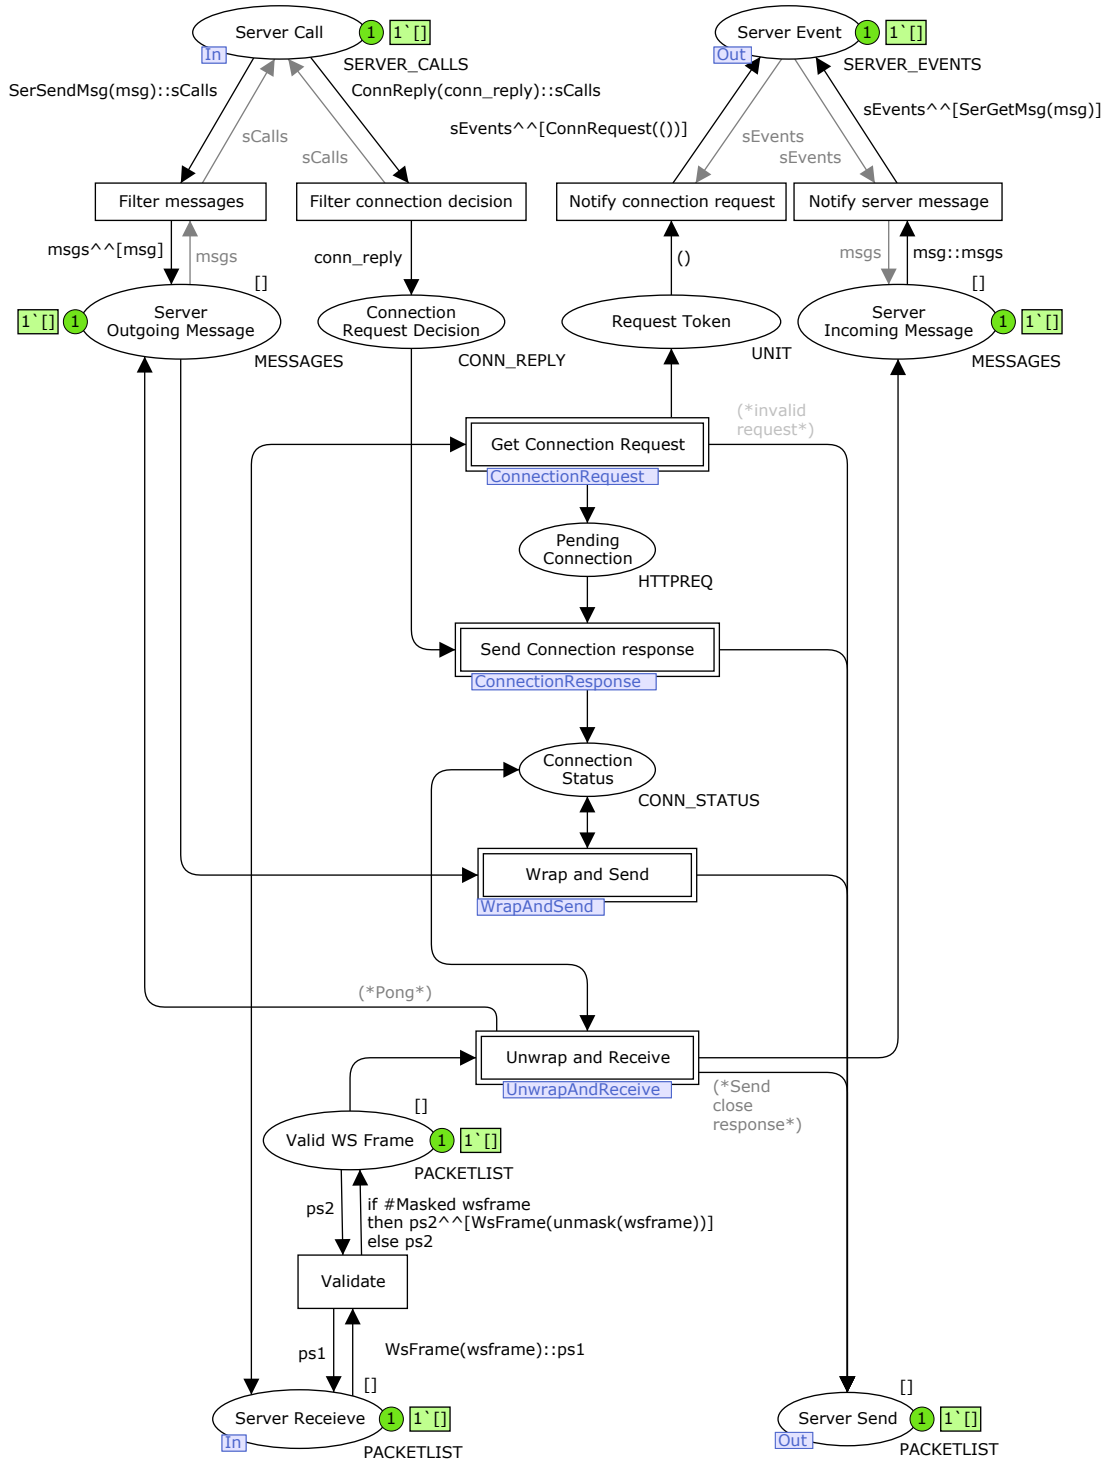 Server Call
1
1`[]
In
SERVER_CALLS
Server Event
1
1`[]
Out
SERVER_EVENTS
SerSendMsg(msg)::sCalls
ConnReply(conn_reply)::sCalls
sEvents^^[ConnRequest(())]
sEvents^^[SerGetMsg(msg)]
sCalls
sCalls
sEvents
sEvents
Filter messages
Filter connection decision
Notify connection request
Notify server message
msgs^^[msg]
msgs
conn_reply
()
msgs
msg::msgs
[]
[]
1`[]
1
Server
Outgoing Message
MESSAGES
Connection
Request Decision
CONN_REPLY
Request Token
UNIT
Server
Incoming Message
1
1`[]
MESSAGES
(*invalid
request*)
Get Connection Request
ConnectionRequest
Pending
Connection
HTTPREQ
Send Connection response
ConnectionResponse
Connection
Status
CONN_STATUS
Wrap and Send
WrapAndSend
(*Pong*)
Unwrap and Receive
UnwrapAndReceive
(*Send
close
response*)
[]
Valid WS Frame
1
1`[]
PACKETLIST
ps2
if #Masked wsframe
then ps2^^[WsFrame(unmask(wsframe))]
else ps2
Validate
ps1
WsFrame(wsframe)::ps1
[]
Server Receieve
1
1`[]
In
PACKETLIST
[]
Server Send
1
1`[]
Out
PACKETLIST